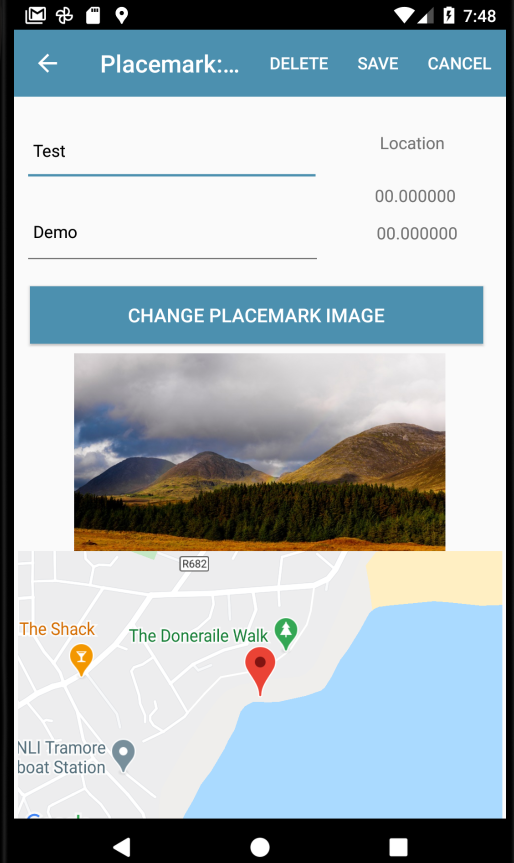 7:48
Placemark:... DELETE SAVE CANCEL
Test
Location
00.000000
Demo
00.000000
CHANGE PLACEMARK IMAGE
R682
The Shack
The Doneraile Walk
NLI Tramore
boat Station